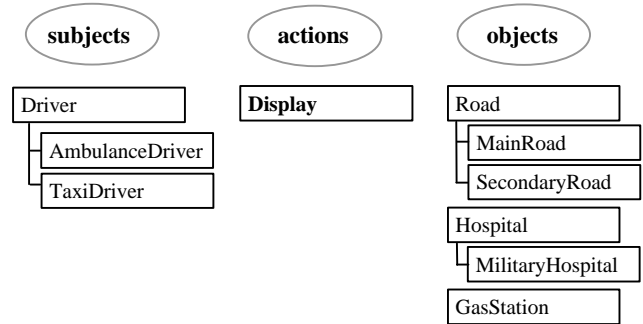 subjects
actions
objects
Driver
AmbulanceDriver
TaxiDriver
Display
Road
MainRoad
SecondaryRoad
Hospital
MilitaryHospital
GasStation